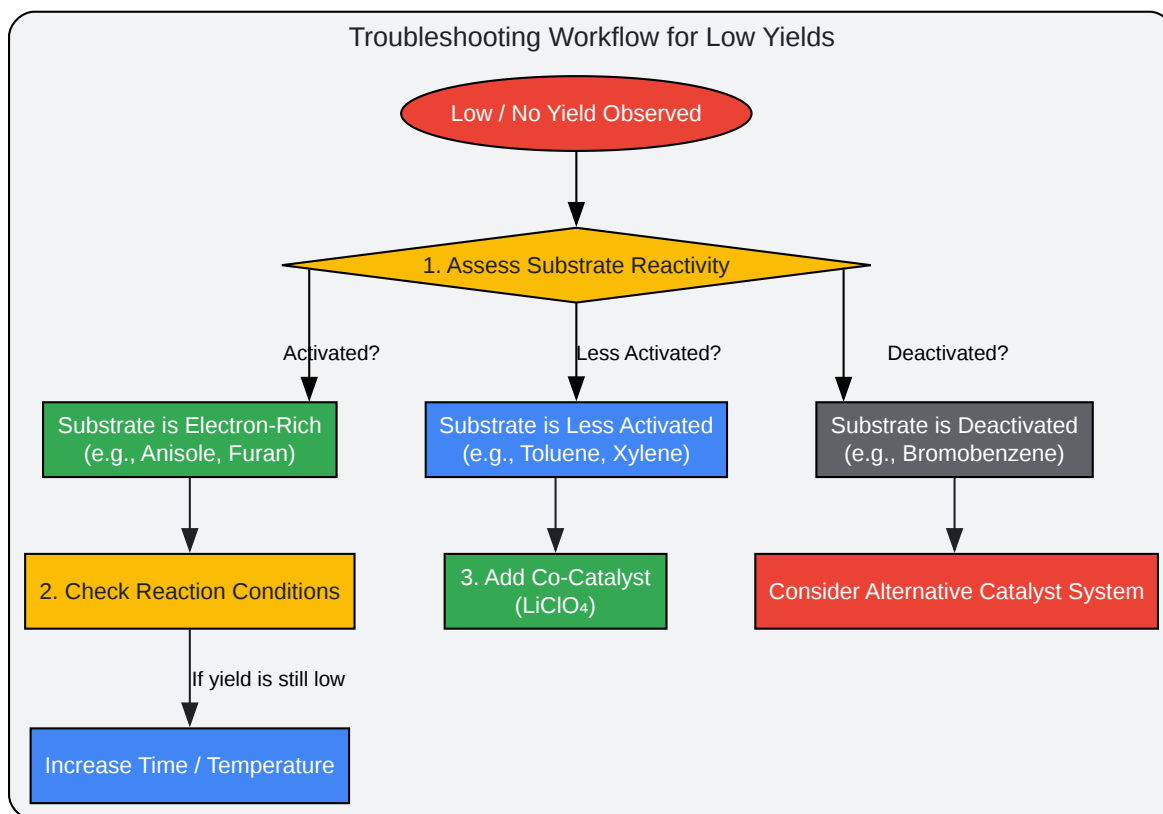 Troubleshooting Workflow for Low Yields
Low / No Yield Observed
1. Assess Substrate Reactivity
Activated?
Less Activated?
Deactivated?
Substrate is Electron-Rich
(e.g., Anisole, Furan)
Substrate is Less Activated
(e.g., Toluene, Xylene)
Substrate is Deactivated
(e.g., Bromobenzene)
2. Check Reaction Conditions
3. Add Co-Catalyst
(LiClO₄)
Consider Alternative Catalyst System
If yield is still low
Increase Time / Temperature